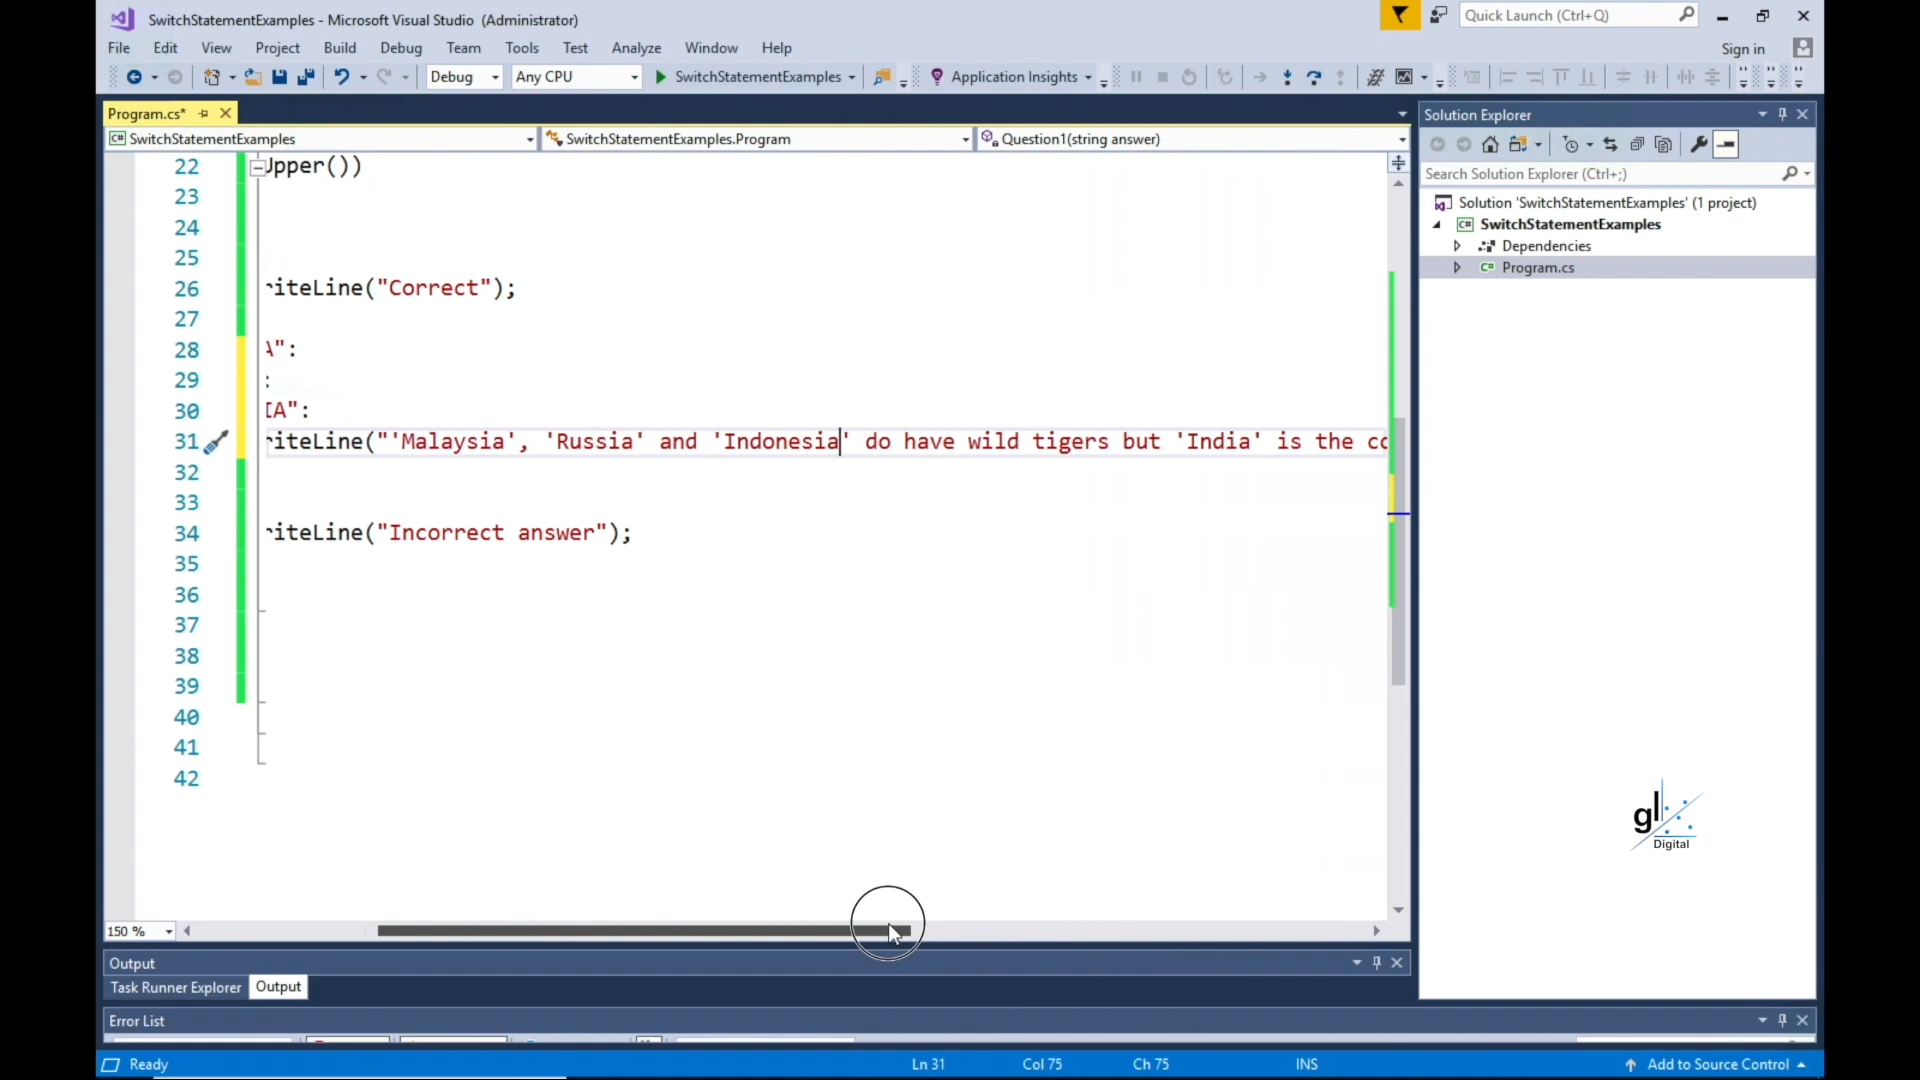 SwitchStatementExamples - Microsoft Visual Studio (Administrator)
Quick Launch (Ctrl+Q)
File Edit View Project Build Debug Team Tools Test Analyze Window Help
Sign in
Debug Any CPU SwitchStatementExamples Application Insights
Program.cs*
Solution Explorer
SwitchStatementExamples SwitchStatementExamples.Program Question1(string answer)
Search Solution Explorer (Ctrl+;)
Solution 'SwitchStatementExamples' (1 project)
SwitchStatementExamples
Dependencies
Program.cs
22 Upper())
23
24
25
26 riteLine("Correct");
27
28 A":
29 :
30 IA":
31 riteLine("'Malaysia', 'Russia' and 'Indonesia' do have wild tigers but 'India' is the co
32
33
34 riteLine("Incorrect answer");
35
36
37
38
39
40
41
42
gl
Digital
150 %
Output
Task Runner Explorer Output
Error List
Ready Ln 31 Col 75 Ch 75 INS Add to Source Control